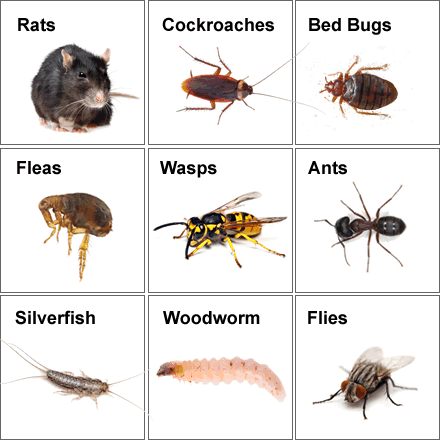 Rats
Cockroaches
Bed Bugs
Fleas
Wasps
Ants
Silverfish
Woodworm
Flies